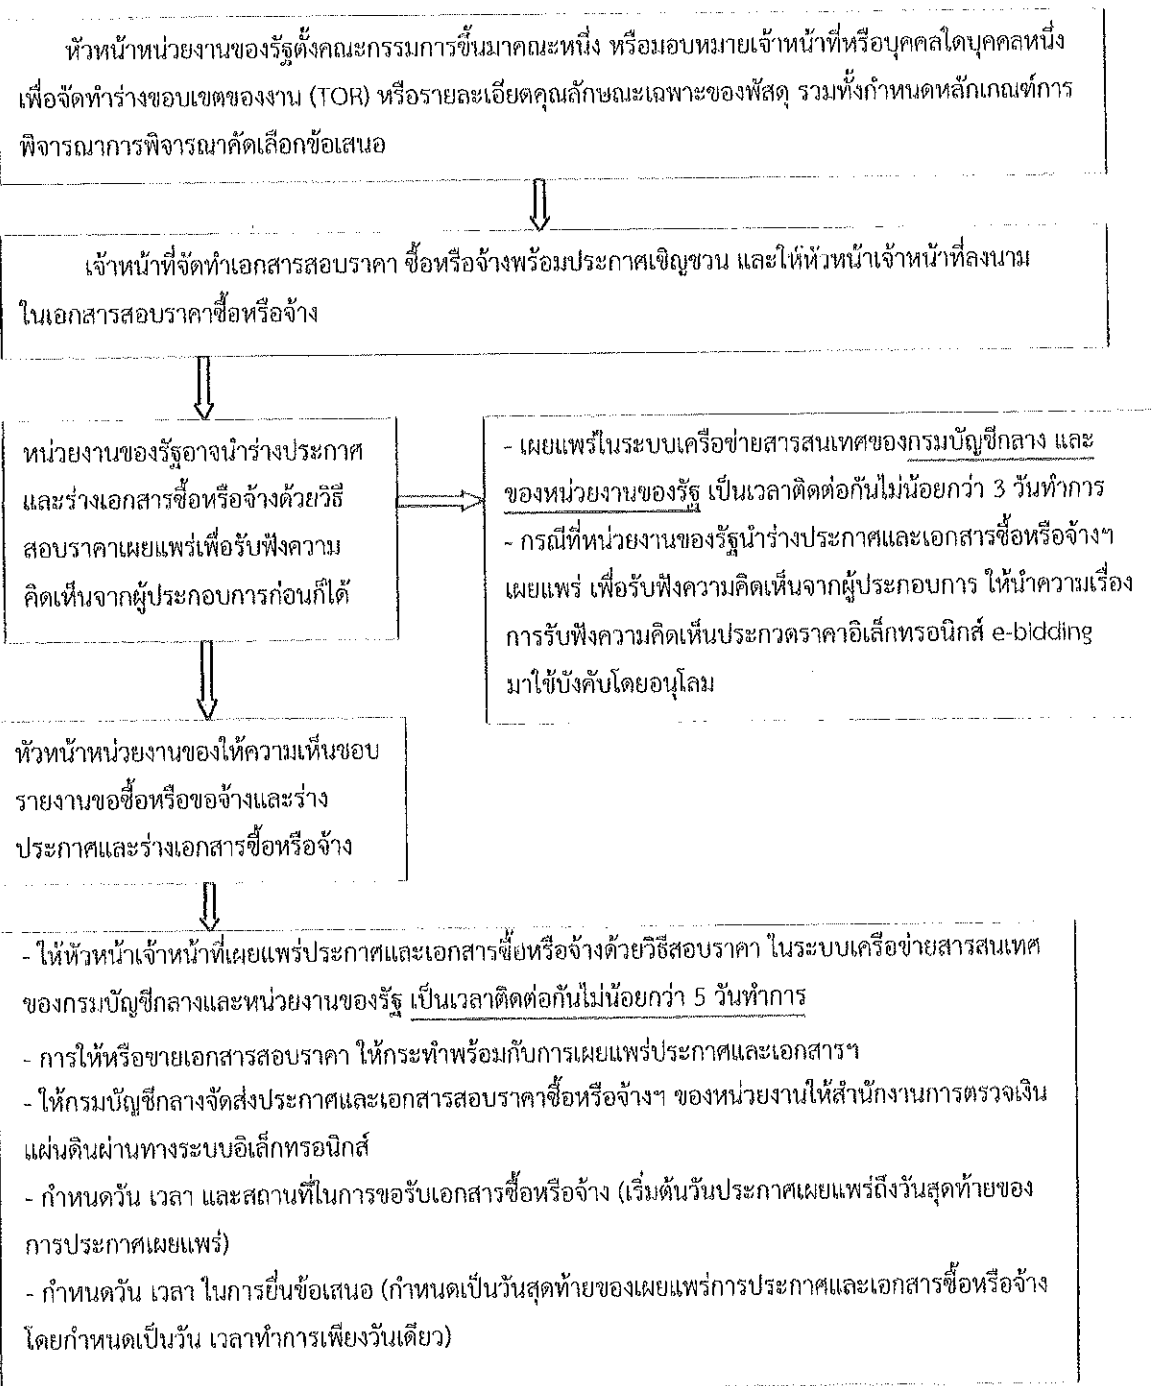 หัวหน้าหน่วยงานของรัฐตั้งคณะกรรมการขึ้นมาคณะหนึ่ง หรือมอบหมายเจ้าหน้าที่หรือบุคคลใดบุคคลหนึ่ง
เพื่อจัดทำร่างขอบเขตของงาน (TOR) หรือรายละเอียดคุณลักษณะเฉพาะของพัสดุ รวมทั้งกำหนดหลักเกณฑ์การ
พิจารณาการพิจารณาคัดเลือกข้อเสนอ
เจ้าหน้าที่จัดทำเอกสารสอบราคา ซื้อหรือจ้างพร้อมประกาศเชิญชวน และให้หัวหน้าเจ้าหน้าที่ลงนาม
ในเอกสารสอบราคาซื้อหรือจ้าง
หน่วยงานของรัฐอาจนำร่างประกาศ
และร่างเอกสารซื้อหรือจ้างด้วยวิธี
สอบราคาเผยแพร่เพื่อรับฟังความ
คิดเห็นจากผู้ประกอบการก่อนก็ได้
- เผยแพร่ในระบบเครือข่ายสารสนเทศของกรมบัญชีกลาง และ
ของหน่วยงานของรัฐ เป็นเวลาติดต่อกันไม่น้อยกว่า 3 วันทำการ
- กรณีที่หน่วยงานของรัฐนำร่างประกาศและเอกสารซื้อหรือจ้างฯ
เผยแพร่ เพื่อรับฟังความคิดเห็นจากผู้ประกอบการ ให้นำความเรื่อง
การรับฟังความคิดเห็นประกวดราคาอิเล็กทรอนิกส์ e-bidding
มาใช้บังคับโดยอนุโลม
หัวหน้าหน่วยงานของให้ความเห็นชอบ
รายงานขอซื้อหรือขอจ้างและร่าง
ประกาศและร่างเอกสารซื้อหรือจ้าง
- ให้หัวหน้าเจ้าหน้าที่เผยแพร่ประกาศและเอกสารซื้อหรือจ้างด้วยวิธีสอบราคา ในระบบเครือข่ายสารสนเทศ
ของกรมบัญชีกลางและหน่วยงานของรัฐ เป็นเวลาติดต่อกันไม่น้อยกว่า 5 วันทำการ
- การให้หรือขายเอกสารสอบราคา ให้กระทำพร้อมกับการเผยแพร่ประกาศและเอกสารฯ
- ให้กรมบัญชีกลางจัดส่งประกาศและเอกสารสอบราคาซื้อหรือจ้างฯ ของหน่วยงานให้สำนักงานการตรวจเงิน
แผ่นดินผ่านทางระบบอิเล็กทรอนิกส์
- กำหนดวัน เวลา และสถานที่ในการขอรับเอกสารซื้อหรือจ้าง (เริ่มต้นวันประกาศเผยแพร่ถึงวันสุดท้ายของ
การประกาศเผยแพร่)
- กำหนดวัน เวลา ในการยื่นข้อเสนอ (กำหนดเป็นวันสุดท้ายของเผยแพร่การประกาศและเอกสารซื้อหรือจ้าง
โดยกำหนดเป็นวัน เวลาทำการเพียงวันเดียว)